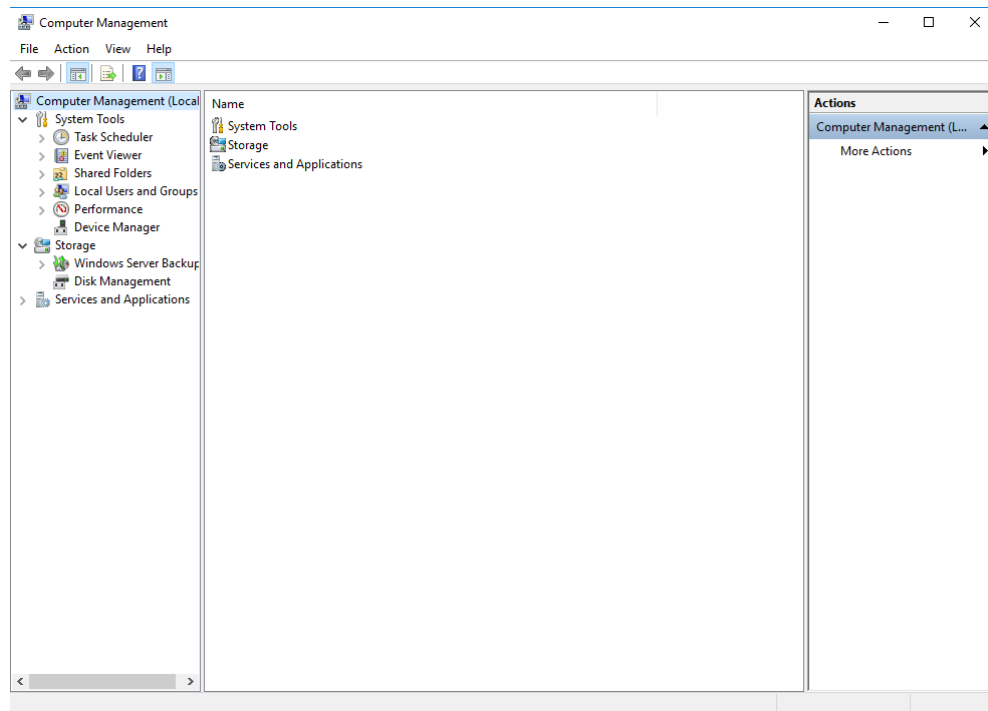 Computer Management
File Action View Help
Computer Management (Local
System Tools
Task Scheduler
Event Viewer
Shared Folders
Local Users and Groups
Performance
Device Manager
Storage
Windows Server Backup
Disk Management
Services and Applications
Name
System Tools
Storage
Services and Applications
Actions
Computer Management (L...
More Actions